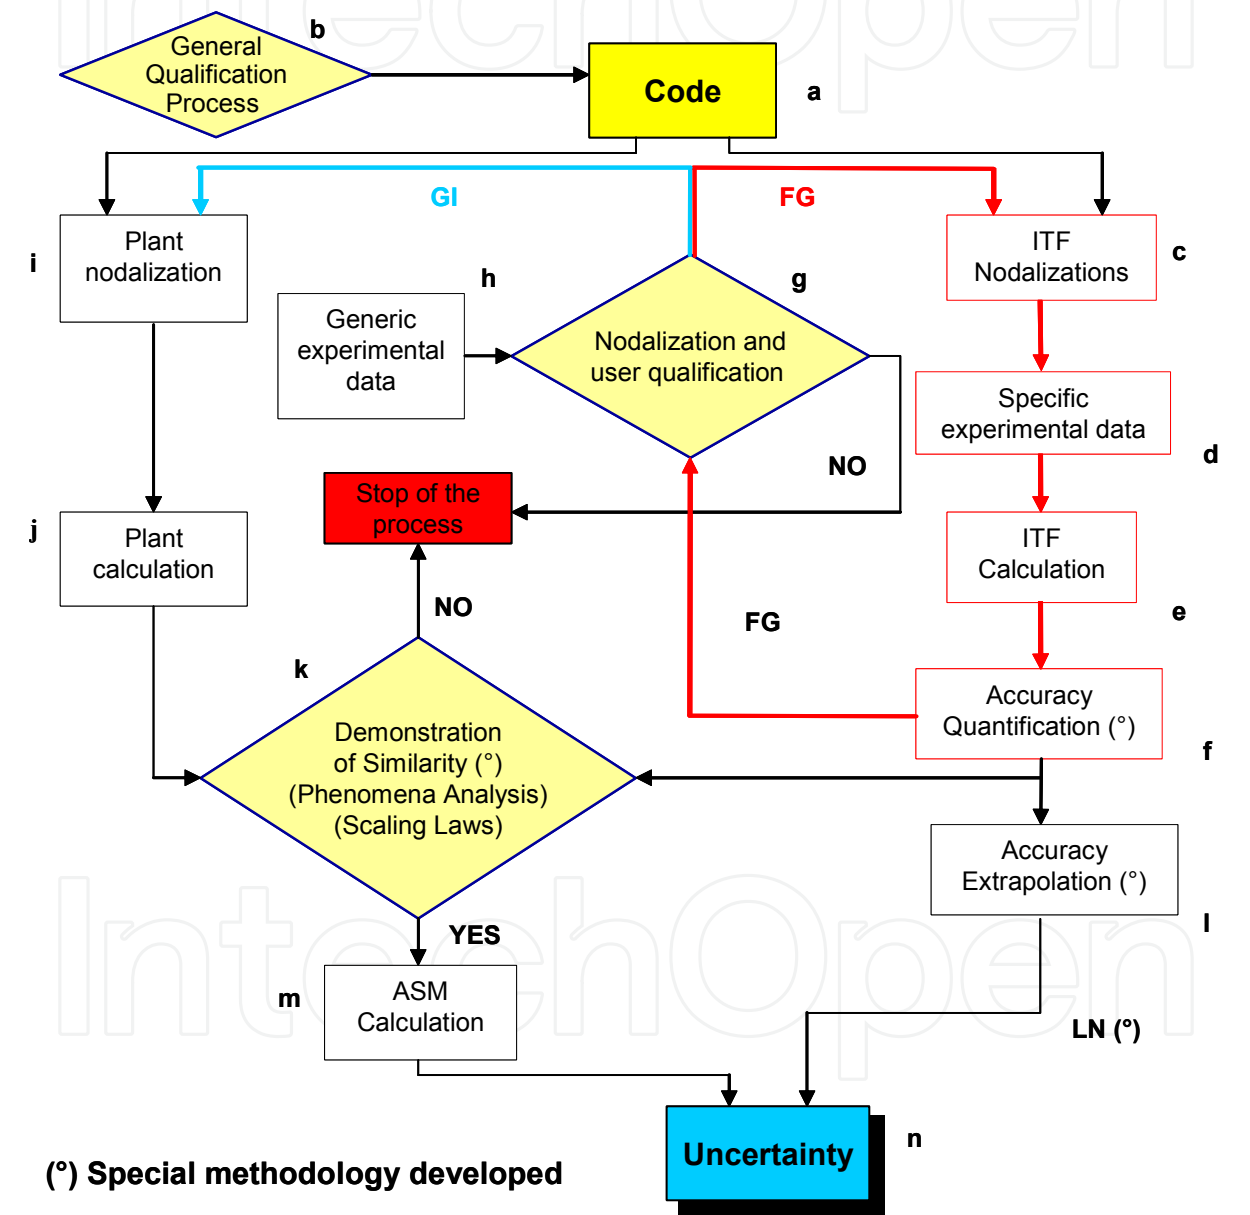 IntechOpen
b
General
Qualification
Process
Code
a
GI
FG
i
Plant
nodalization
h
g
ITF
Nodalizations
c
Generic
experimental
data
Nodalization and
user qualification
Specific
experimental data
d
NO
Stop of the
process
j
Plant
calculation
ITF
Calculation
e
NO
FG
k
Accuracy
Quantification (°)
f
Demonstration
of Similarity (°)
(Phenomena Analysis)
(Scaling Laws)
Accuracy
Extrapolation (°)
l
YES
IntechOpen
m
ASM
Calculation
LN (°)
Uncertainty
n
(°) Special methodology developed